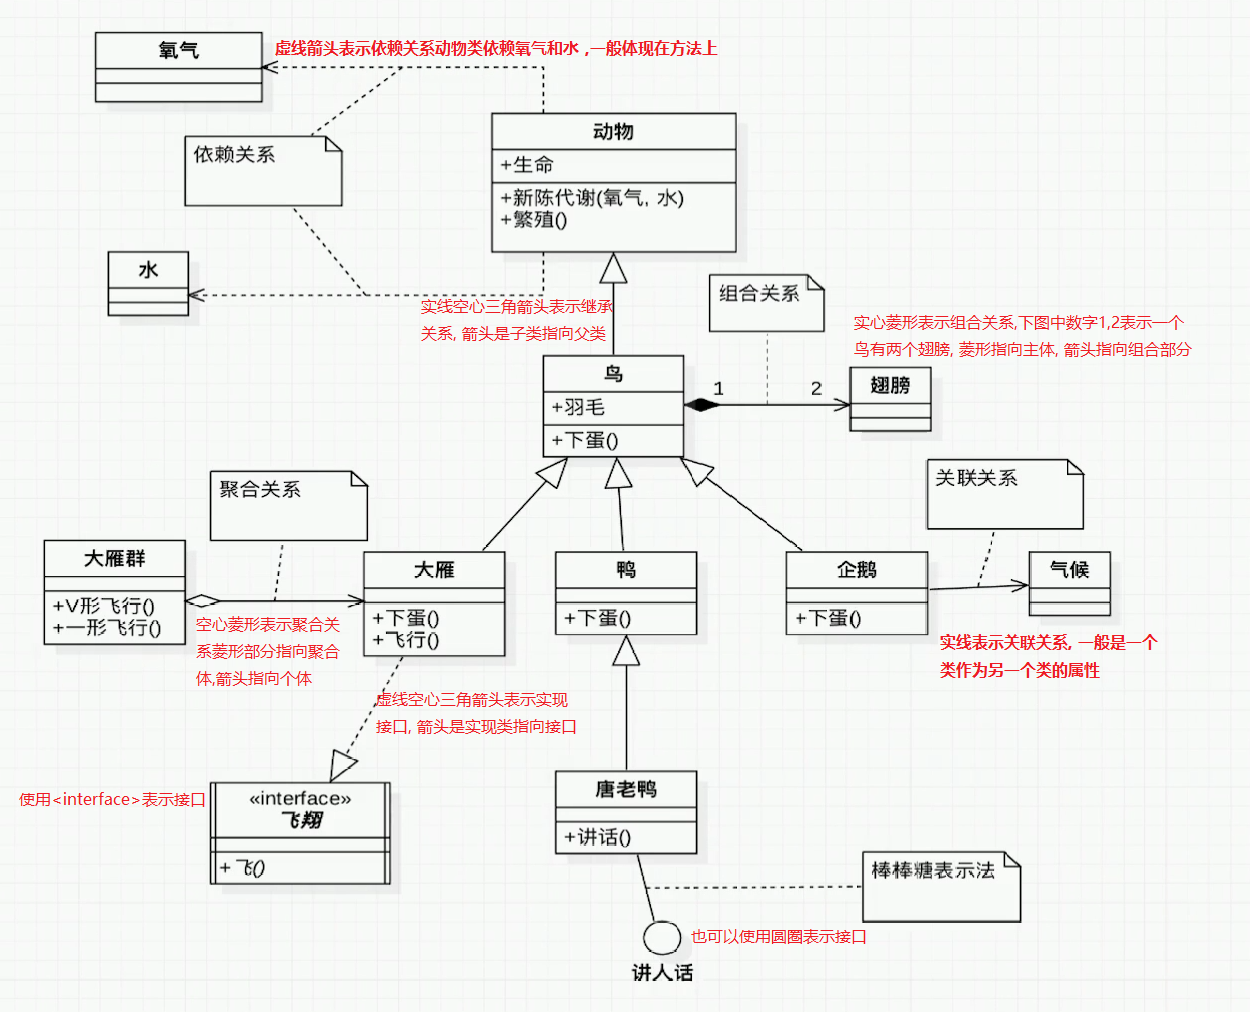 氧气
虚线箭头表示依赖关系动物类依赖氧气和水 ,一般体现在方法上
动物
+生命
+新陈代谢(氧气, 水)
+繁殖()
依赖关系
水
实线空心三角箭头表示继承
关系, 箭头是子类指向父类
组合关系
实心菱形表示组合关系,下图中数字1,2表示一个
鸟有两个翅膀, 菱形指向主体, 箭头指向组合部分
鸟
+羽毛
+下蛋()
1
2
翅膀
聚合关系
关联关系
大雁群
+V形飞行()
+一形飞行()
空心菱形表示聚合关
系菱形部分指向聚合
体,箭头指向个体
大雁
+下蛋()
+飞行()
鸭
+下蛋()
企鹅
+下蛋()
气候
实线表示关联关系, 一般是一个
类作为另一个类的属性
虚线空心三角箭头表示实现
接口, 箭头是实现类指向接口
使用<interface>表示接口
«interface»
飞翔
+ 飞()
唐老鸭
+讲话()
棒棒糖表示法
也可以使用圆圈表示接口
讲人话